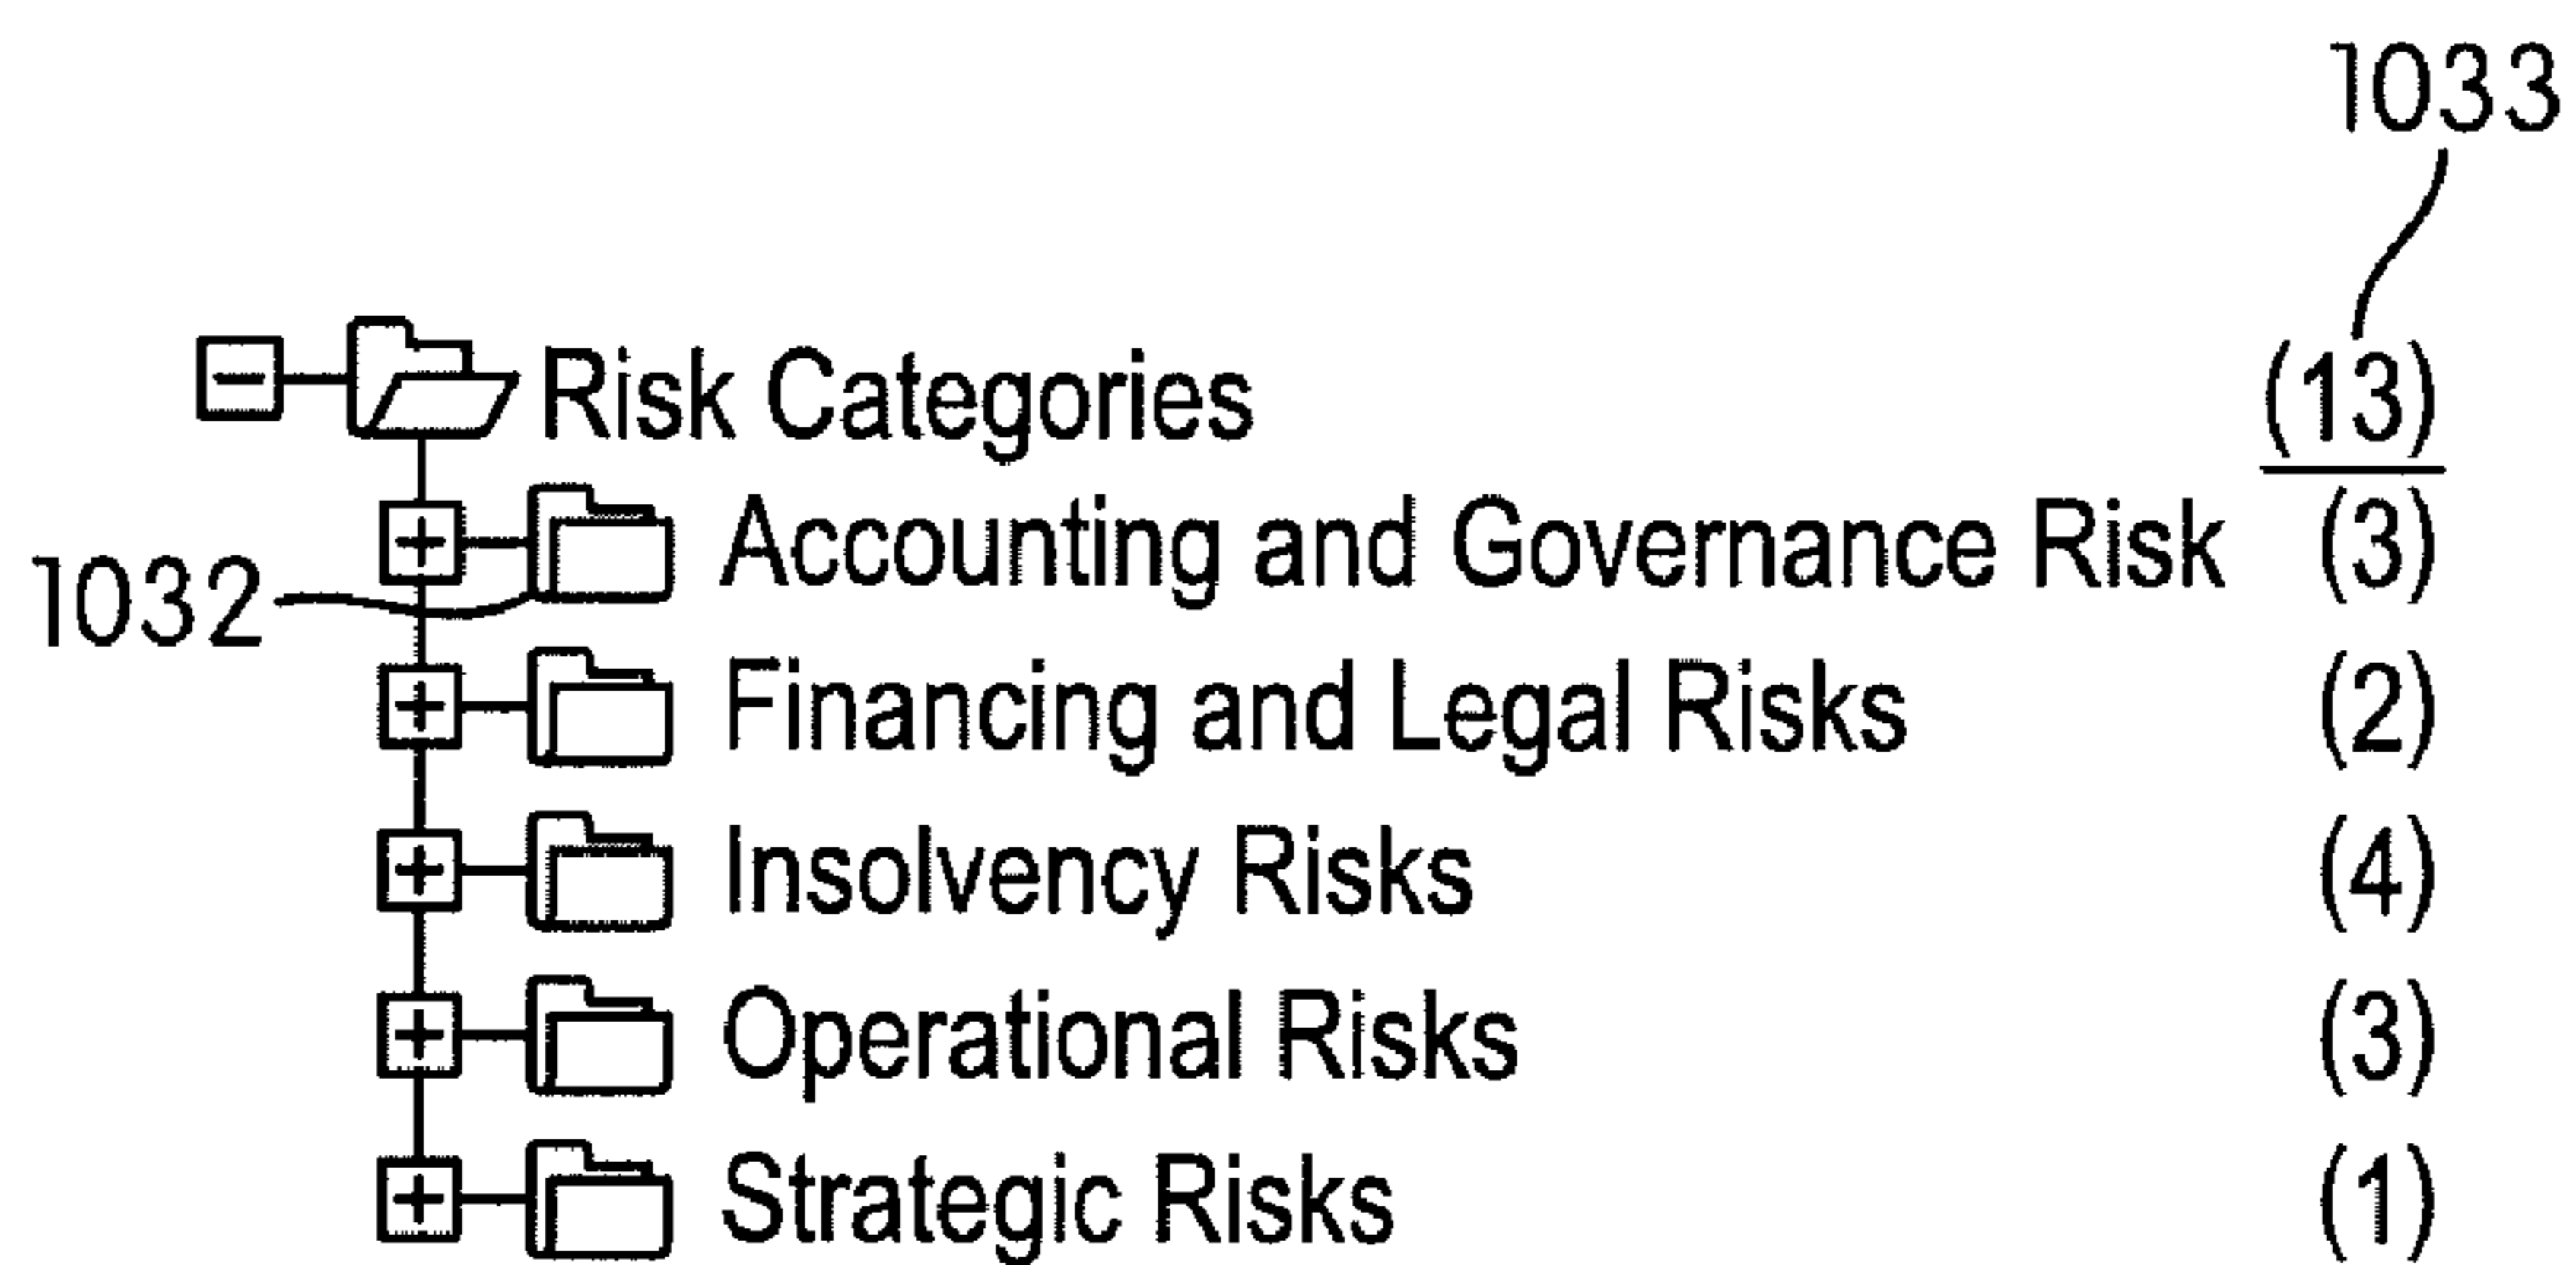 1033
Risk Categories (13)
Accounting and Governance Risk (3)
1032
Financing and Legal Risks (2)
Insolvency Risks (4)
Operational Risks (3)
Strategic Risks (1)